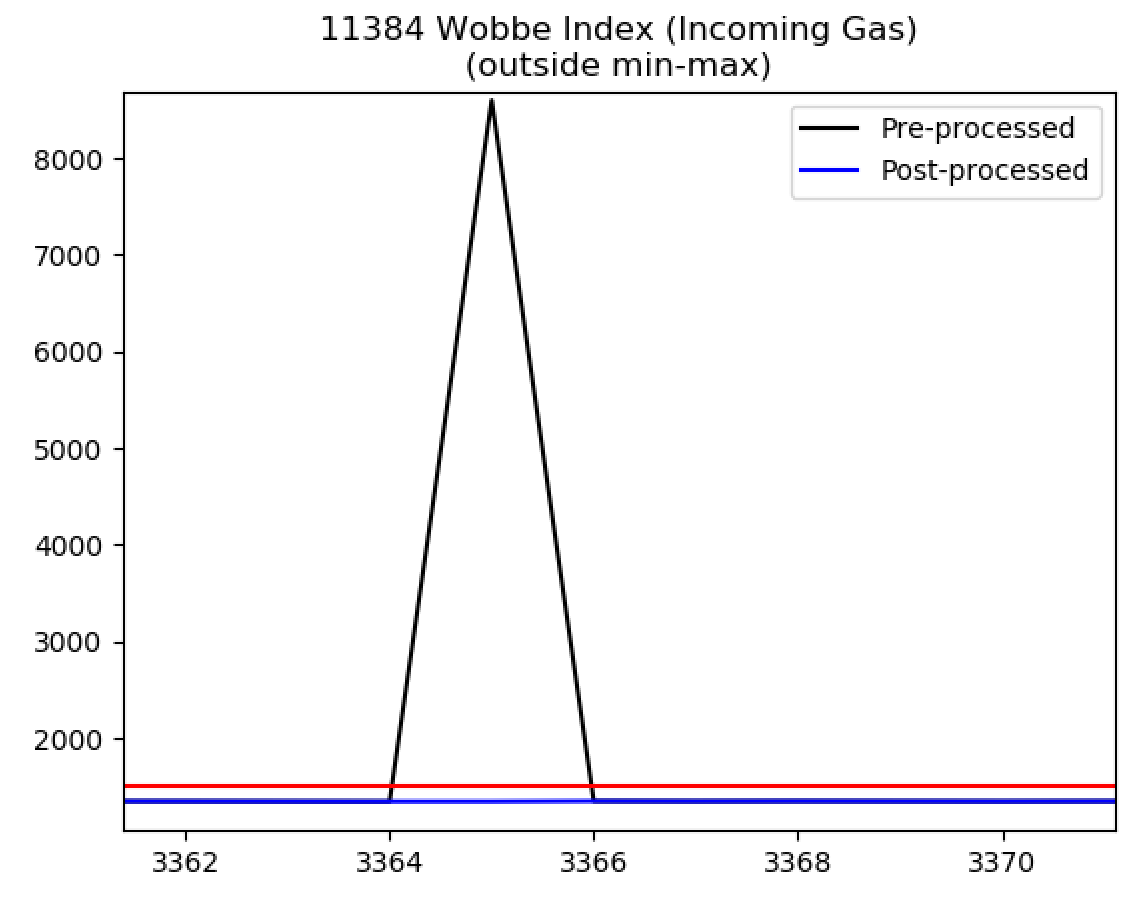 11384 Wobbe Index (Incoming Gas)
(outside min-max)
Pre-processed
Post-processed
8000
7000
6000
5000
4000
3000
2000
3362 3364 3366 3368 3370